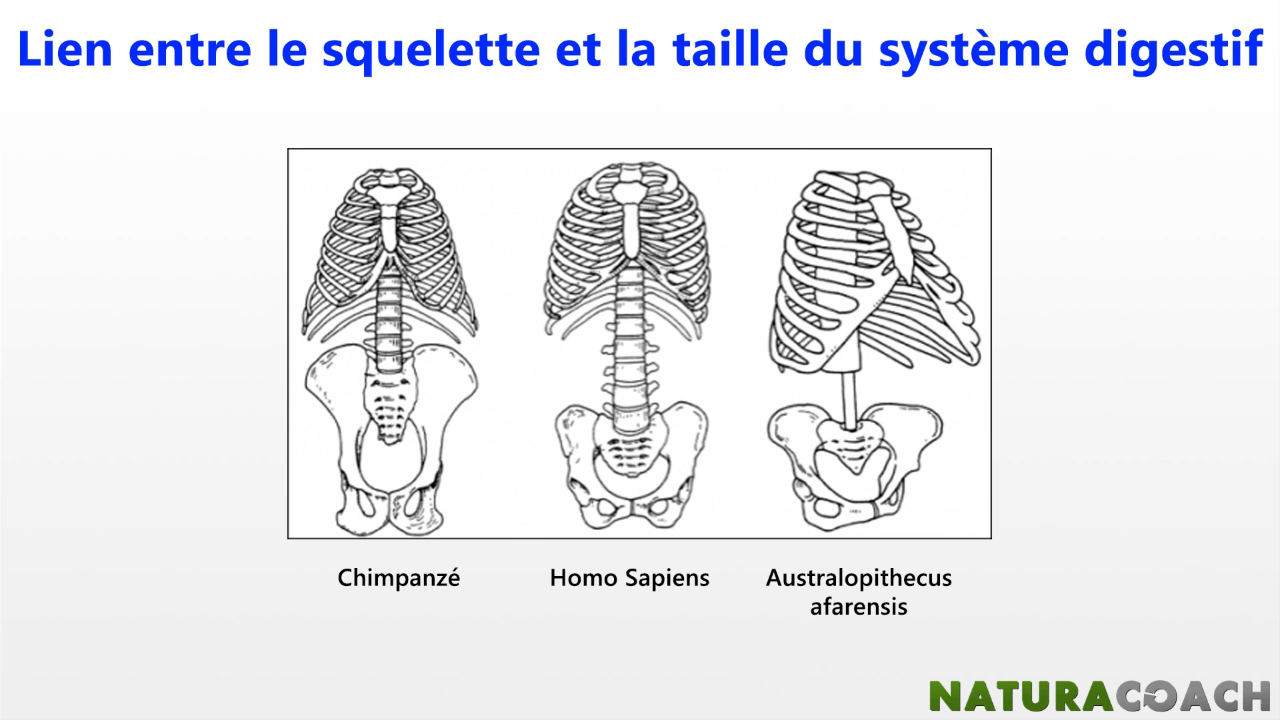 Lien entre le squelette et la taille du système digestif
Chimpanzé
Homo Sapiens
Australopithecus
afarensis
NATURACOACH